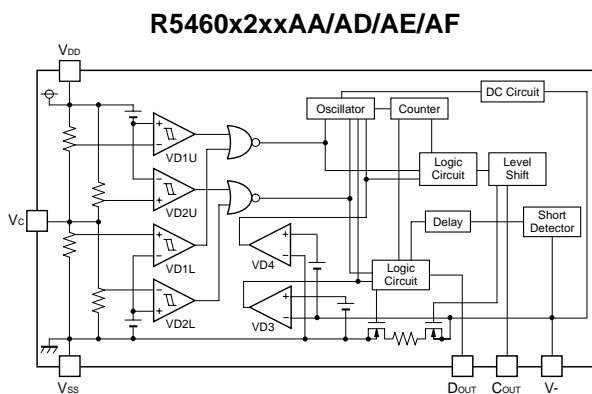 R5460x2xxAA/AD/AE/AF
VDD
DC Circuit
Oscillator
Counter
VD1U
Logic
Circuit
Level
Shift
VD2U
VC
Delay
Short
Detector
VD1L
VD4
Logic
Circuit
VD2L
VD3
VSS
DOUT
COUT
V-